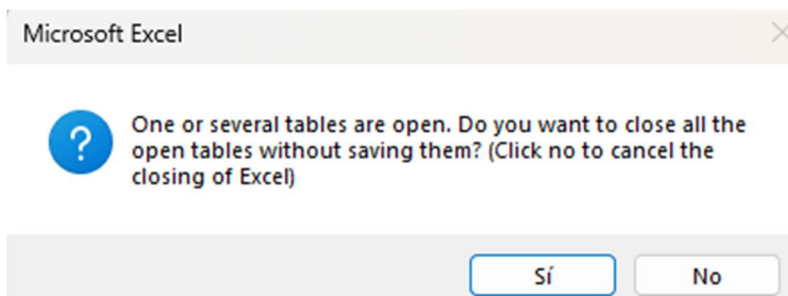 Microsoft Excel
One or several tables are open. Do you want to close all the
open tables without saving them? (Click no to cancel the
closing of Excel)
Sí
No